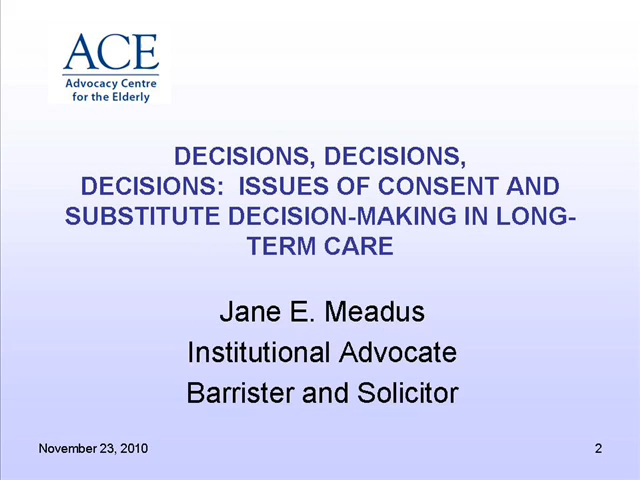 ACE
Advocacy Centre
for the Elderly
DECISIONS, DECISIONS,
DECISIONS:  ISSUES OF CONSENT AND
SUBSTITUTE DECISION-MAKING IN LONG-
TERM CARE
Jane E. Meadus
Institutional Advocate
Barrister and Solicitor
November 23, 2010
2